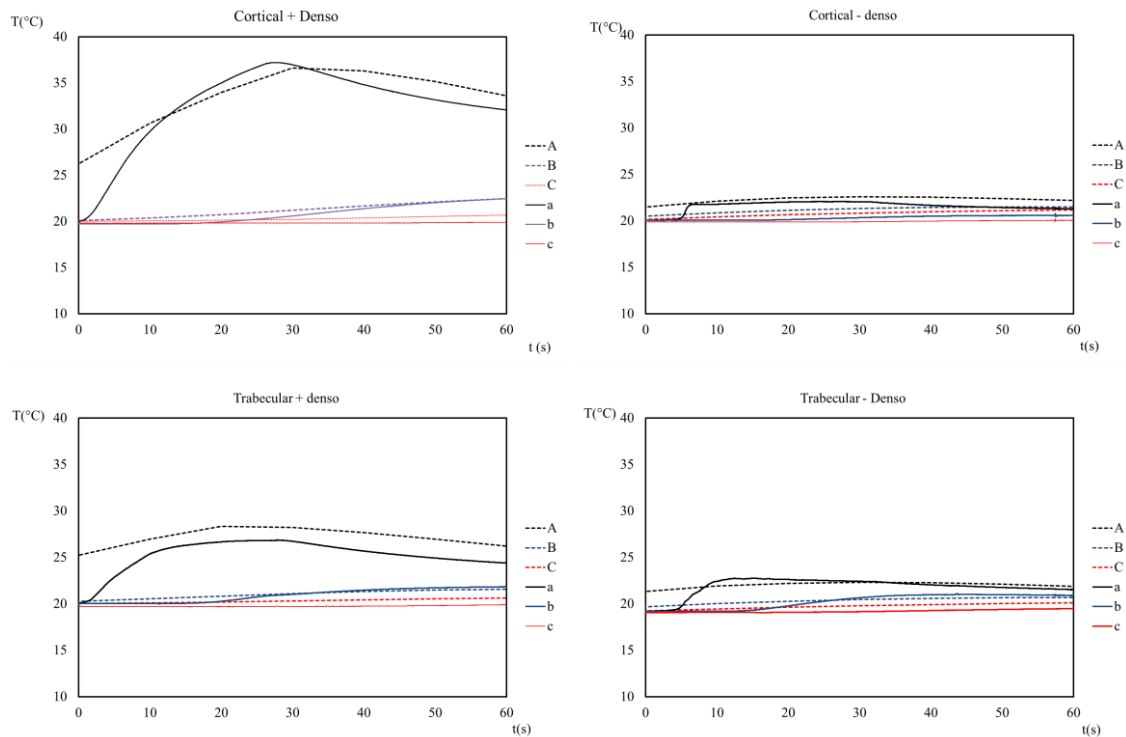 Cortical + Denso
T(°C)
40
35
30
25
20
15
10
0 10 20 30 40 50 60
t (s)
A
B
C
a
b
c
Cortical - denso
T(°C)
40
35
30
25
20
15
10
0 10 20 30 40 50 60
t(s)
A
B
C
a
b
c
Trabecular + denso
T(°C)
40
35
30
25
20
15
10
0 10 20 30 40 50 60
t(s)
A
B
C
a
b
c
Trabecular - Denso
T(°C)
40
35
30
25
20
15
10
0 10 20 30 40 50 60
t(s)
A
B
C
a
b
c